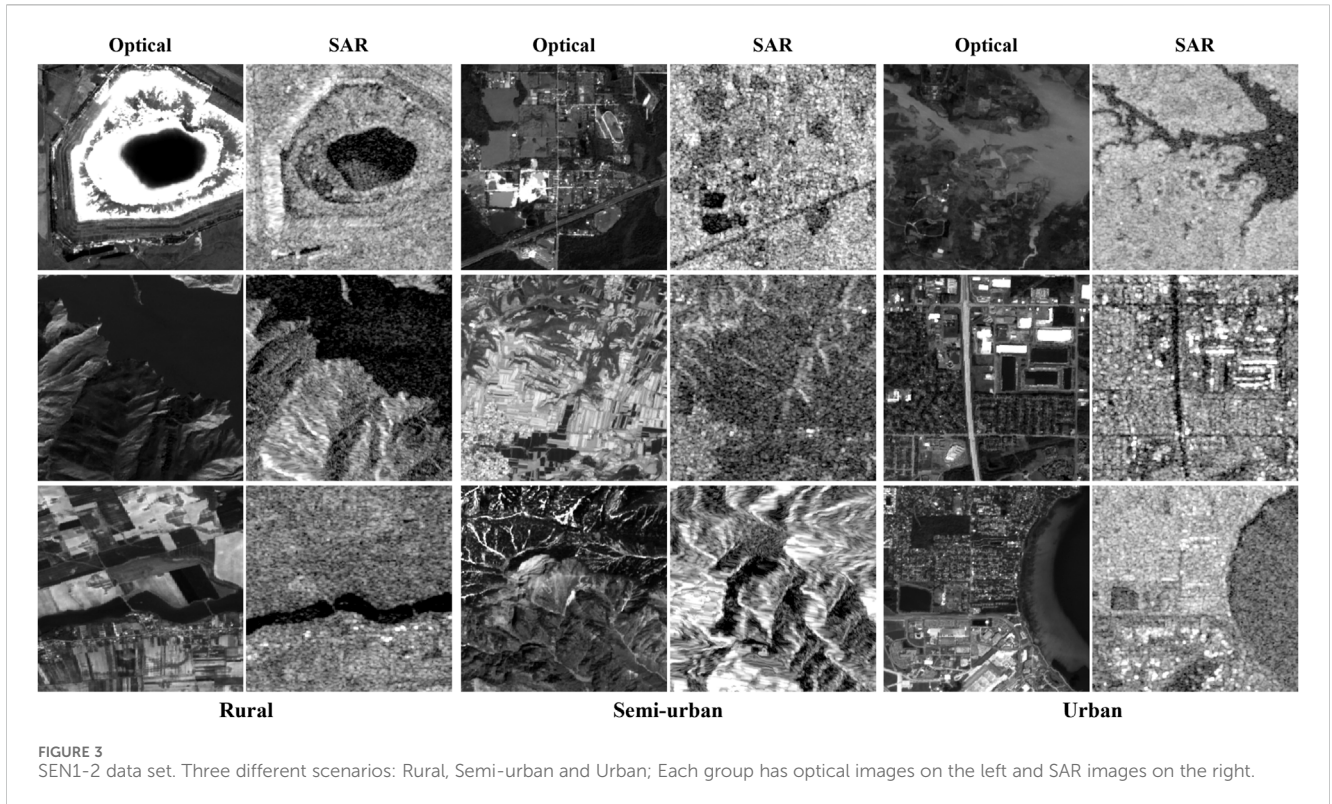 Optical SAR Optical SAR Optical SAR
Rural Semi-urban Urban
FIGURE 3
SEN1-2 data set. Three different scenarios: Rural, Semi-urban and Urban; Each group has optical images on the left and SAR images on the right.